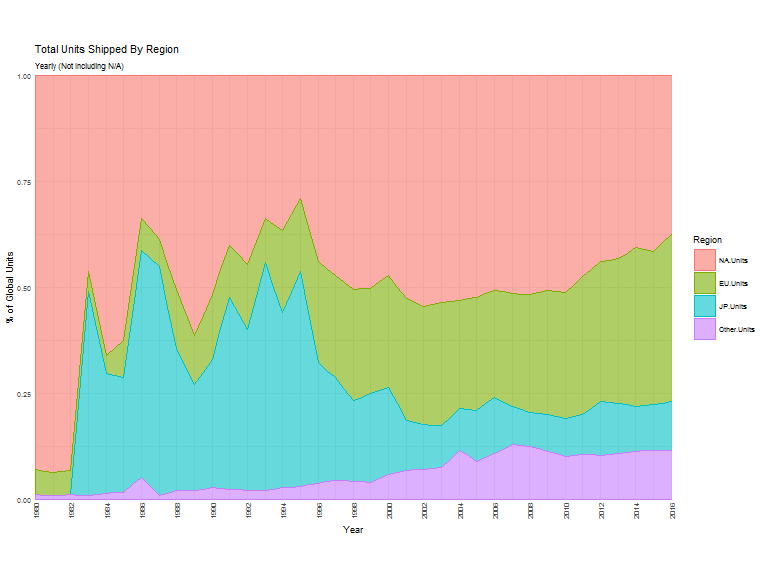 Total Units Shipped By Region
Yearly (Not Including N/A)
1.00
0.75
0.50
0.25
0.00
% of Global Units
1980
1982
1984
1986
1988
1990
1992
1994
1996
1998
2000
2002
2004
2006
2008
2010
2012
2014
2016
Year
Region
NA.Units
EU.Units
JP.Units
Other.Units